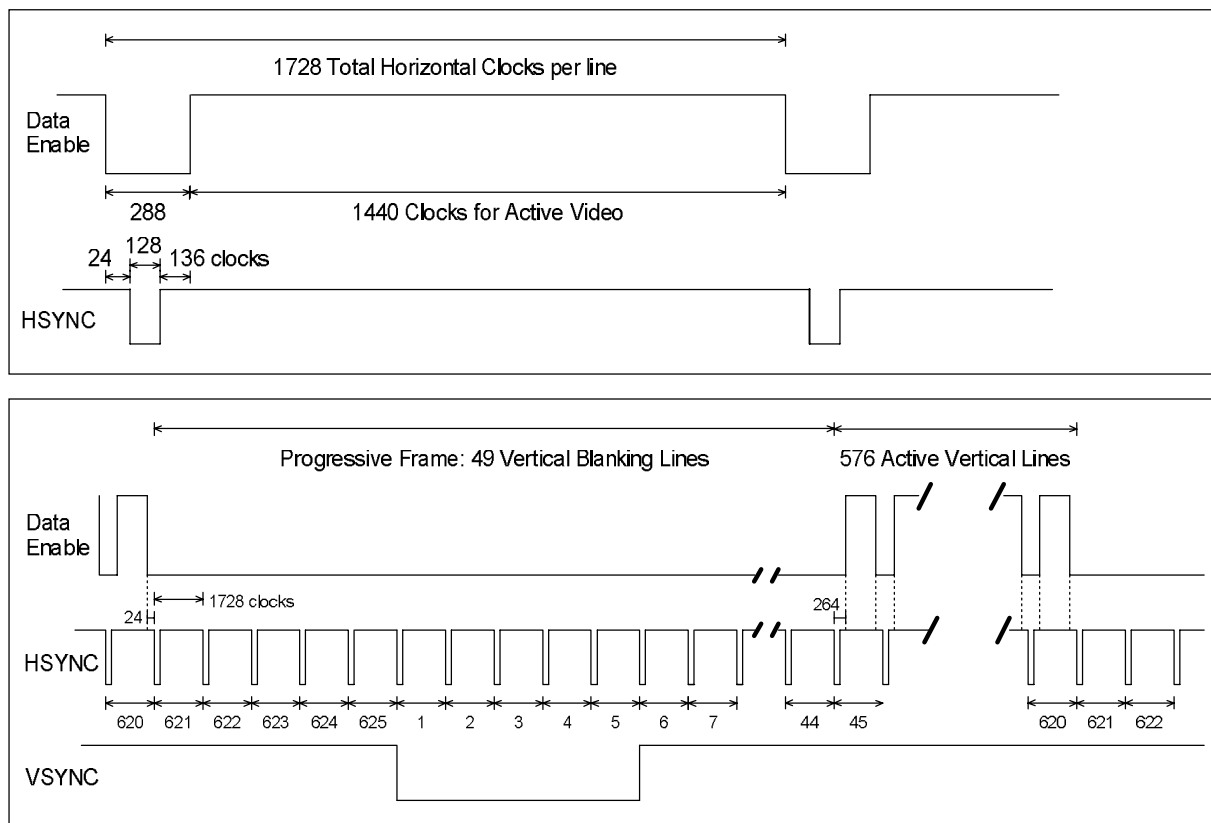 1728 Total Horizontal Clocks per line
Data
Enable
288
1440 Clocks for Active Video
128
24
136 clocks
HSYNC
Progressive Frame: 49 Vertical Blanking Lines
576 Active Vertical Lines
Data
Enable
24
1728 clocks
264
HSYNC
620 621 622 623 624 625 1 2 3 4 5 6 7 44 45 620 621 622
VSYNC